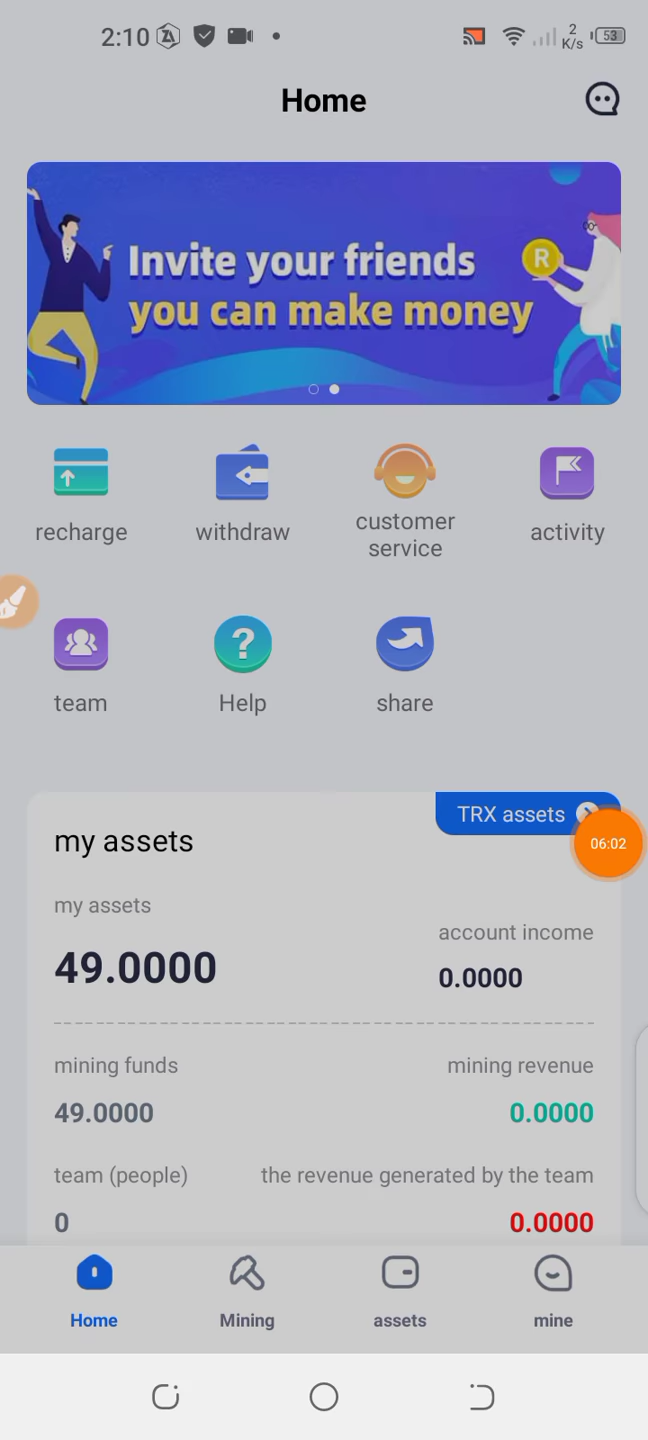 2:10
2
K/s
53
Home
Invite your friends
you can make money
R
recharge
withdraw
customer
service
activity
team
Help
share
TRX assets
my assets
06:02
my assets
account income
49.0000
0.0000
mining funds
mining revenue
49.0000
0.0000
team (people)
the revenue generated by the team
0
0.0000
Home
Mining
assets
mine